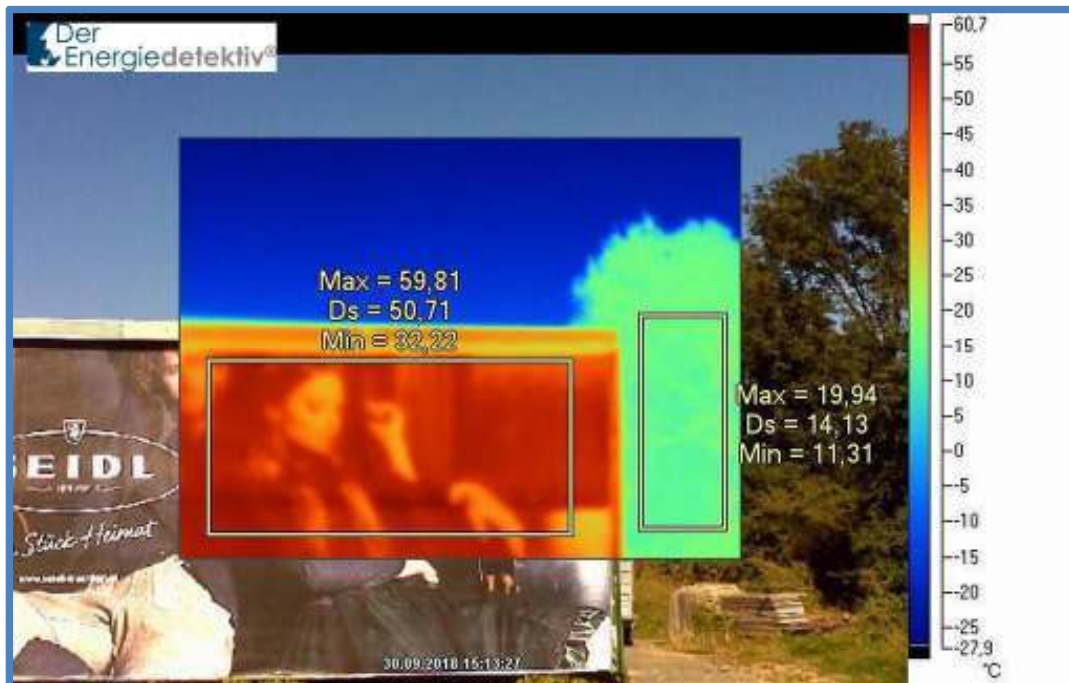 Der
Energiedetektiv®
Max = 59,81
Ds = 50,71
Min = 32,22
Max = 19,94
Ds = 14,13
Min = 11,31
SEIDL
Stück Heimat
30.09.2018 15:13:27
60,7
55
50
45
40
35
30
25
20
15
10
5
0
-5
-10
-15
-20
-25
-27,9
°C